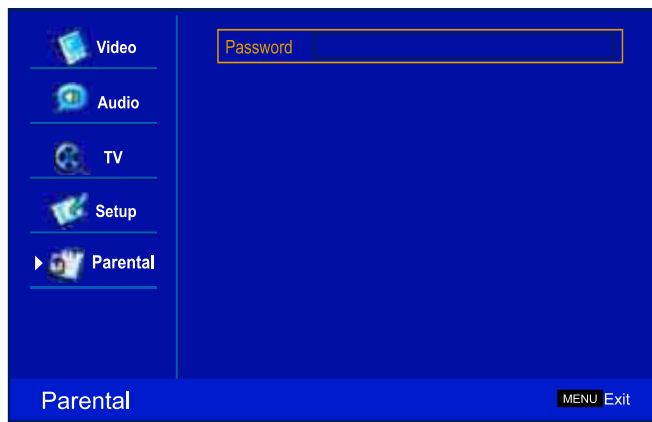 Video
Password
Audio
TV
Setup
Parental
Parental
MENU Exit